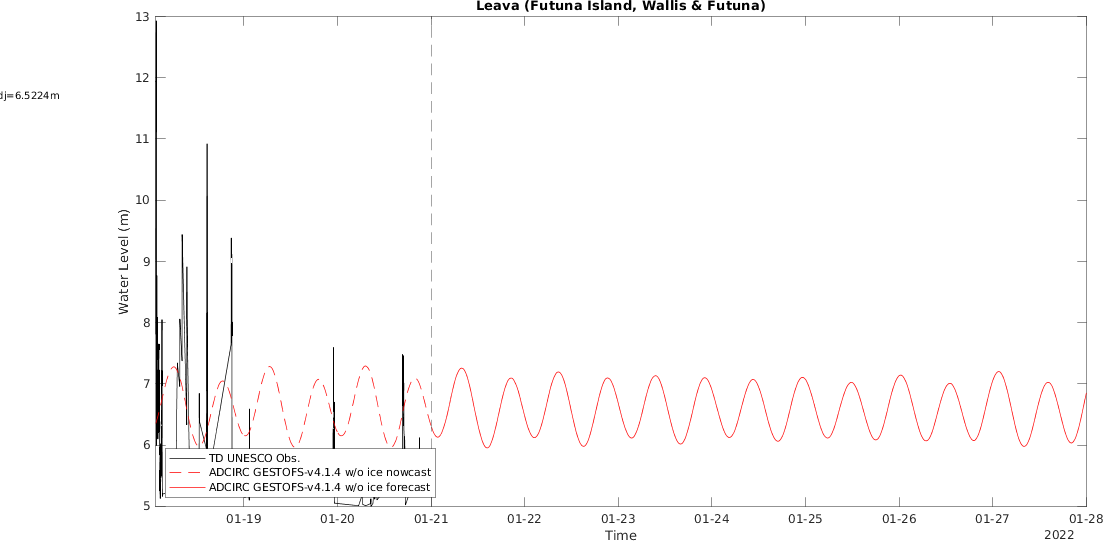 Leava (Futuna Island, Wallis & Futuna)
dj=6.5224m
Water Level (m)
13
12
11
10
9
8
7
6
5
TD UNESCO Obs.
ADCIRC GESTOFS-v4.1.4 w/o ice nowcast
ADCIRC GESTOFS-v4.1.4 w/o ice forecast
01-19 01-20 01-21 01-22 01-23 01-24 01-25 01-26 01-27 01-28
Time
2022